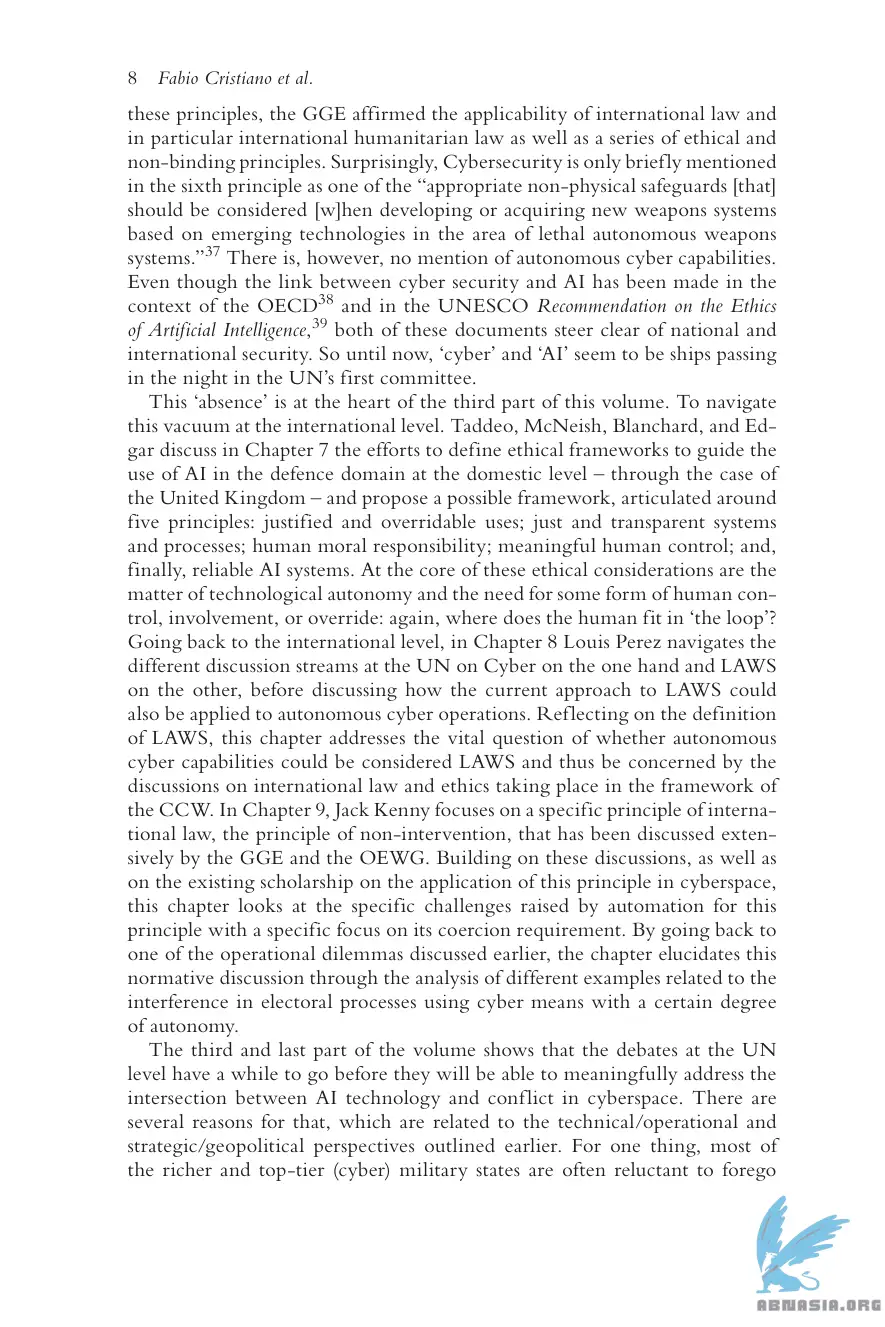 8 Fabio Cristiano et al.
these principles, the GGE affirmed the applicability of international law and
in particular international humanitarian law as well as a series of ethical and
non-binding principles. Surprisingly, Cybersecurity is only briefly mentioned
in the sixth principle as one of the “appropriate non-physical safeguards [that]
should be considered [w]hen developing or acquiring new weapons systems
based on emerging technologies in the area of lethal autonomous weapons
systems.”37 There is, however, no mention of autonomous cyber capabilities.
Even though the link between cyber security and AI has been made in the
context of the OECD38 and in the UNESCO Recommendation on the Ethics
of Artificial Intelligence,39 both of these documents steer clear of national and
international security. So until now, ‘cyber’ and ‘AI’ seem to be ships passing
in the night in the UN’s first committee.
This ‘absence’ is at the heart of the third part of this volume. To navigate
this vacuum at the international level. Taddeo, McNeish, Blanchard, and Ed-
gar discuss in Chapter 7 the efforts to define ethical frameworks to guide the
use of AI in the defence domain at the domestic level – through the case of
the United Kingdom – and propose a possible framework, articulated around
five principles: justified and overridable uses; just and transparent systems
and processes; human moral responsibility; meaningful human control; and,
finally, reliable AI systems. At the core of these ethical considerations are the
matter of technological autonomy and the need for some form of human con-
trol, involvement, or override: again, where does the human fit in ‘the loop’?
Going back to the international level, in Chapter 8 Louis Perez navigates the
different discussion streams at the UN on Cyber on the one hand and LAWS
on the other, before discussing how the current approach to LAWS could
also be applied to autonomous cyber operations. Reflecting on the definition
of LAWS, this chapter addresses the vital question of whether autonomous
cyber capabilities could be considered LAWS and thus be concerned by the
discussions on international law and ethics taking place in the framework of
the CCW. In Chapter 9, Jack Kenny focuses on a specific principle of interna-
tional law, the principle of non-intervention, that has been discussed exten-
sively by the GGE and the OEWG. Building on these discussions, as well as
on the existing scholarship on the application of this principle in cyberspace,
this chapter looks at the specific challenges raised by automation for this
principle with a specific focus on its coercion requirement. By going back to
one of the operational dilemmas discussed earlier, the chapter elucidates this
normative discussion through the analysis of different examples related to the
interference in electoral processes using cyber means with a certain degree
of autonomy.
The third and last part of the volume shows that the debates at the UN
level have a while to go before they will be able to meaningfully address the
intersection between AI technology and conflict in cyberspace. There are
several reasons for that, which are related to the technical/operational and
strategic/geopolitical perspectives outlined earlier. For one thing, most of
the richer and top-tier (cyber) military states are often reluctant to forego
ABNASIA.ORG